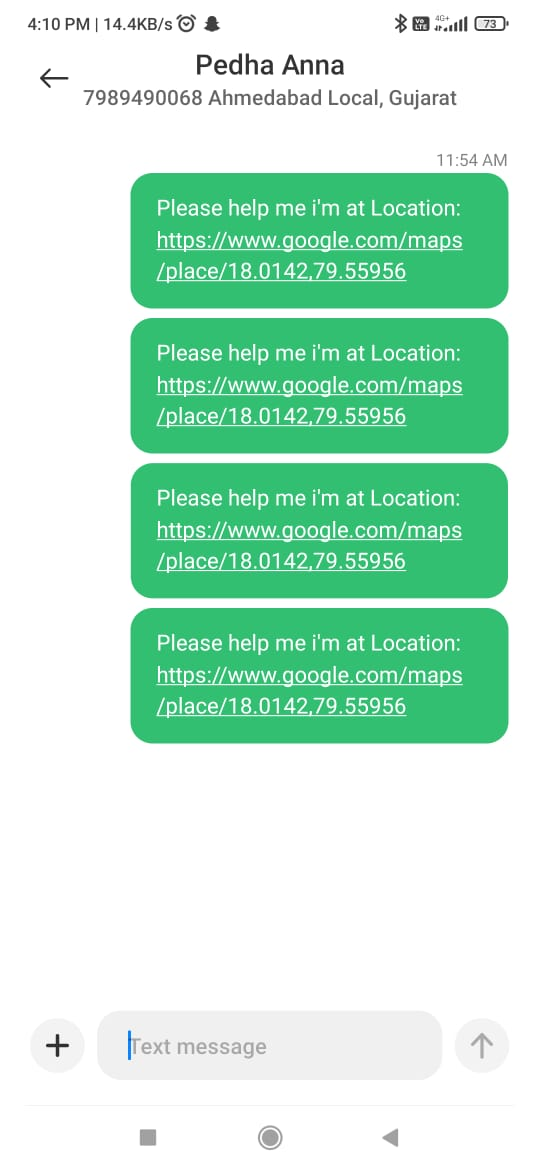 4:10 PM | 14.4KB/s
Vo LTE 4G+ 73
Pedha Anna
7989490068 Ahmedabad Local, Gujarat
11:54 AM
Please help me i'm at Location:
https://www.google.com/maps
/place/18.0142,79.55956
Please help me i'm at Location:
https://www.google.com/maps
/place/18.0142,79.55956
Please help me i'm at Location:
https://www.google.com/maps
/place/18.0142,79.55956
Please help me i'm at Location:
https://www.google.com/maps
/place/18.0142,79.55956
Text message